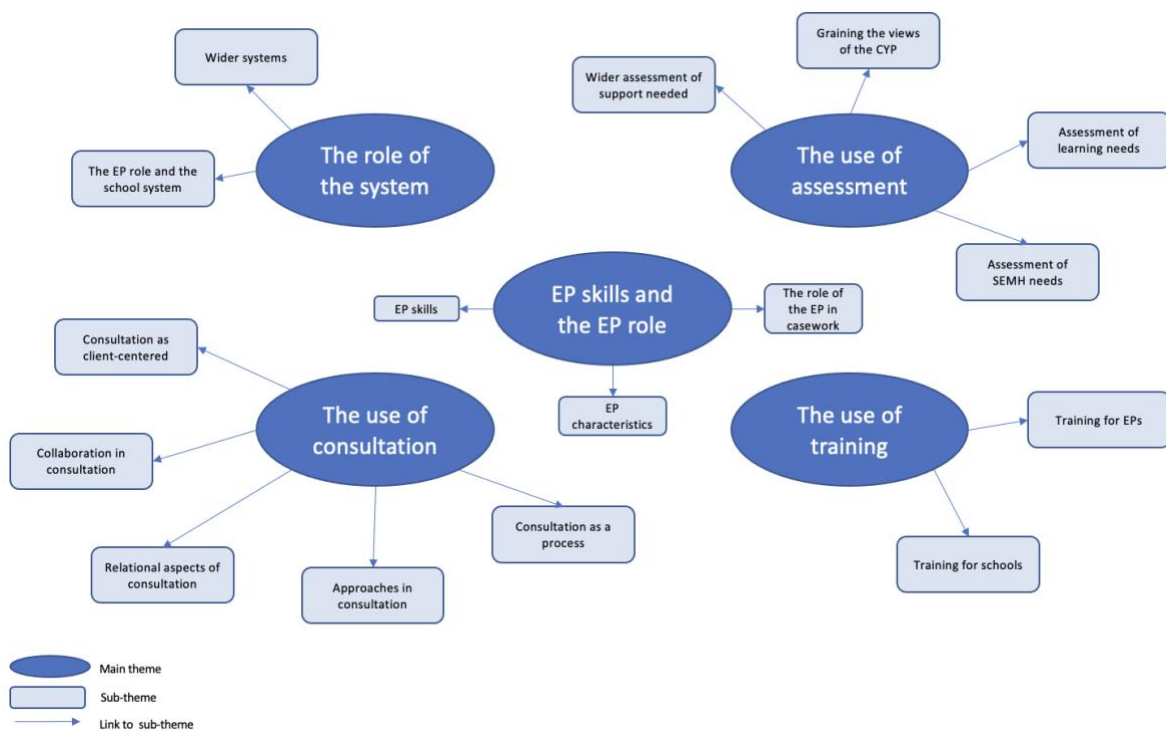 Wider systems
The EP role and the
school system
The role of
the system
Graining the views
of the CYP
Wider assessment of
support needed
The use of
assessment
Assessment of
learning needs
Assessment of
SEMH needs
EP skills
EP skills and
the EP role
The role of
the EP in
casework
EP
characteristics
Consultation as
client-centered
Collaboration in
consultation
The use of
consultation
Relational aspects of
consultation
Approaches in
consultation
Consultation as a
process
The use of
training
Training for EPs
Training for schools
Main theme
Sub-theme
Link to sub-theme